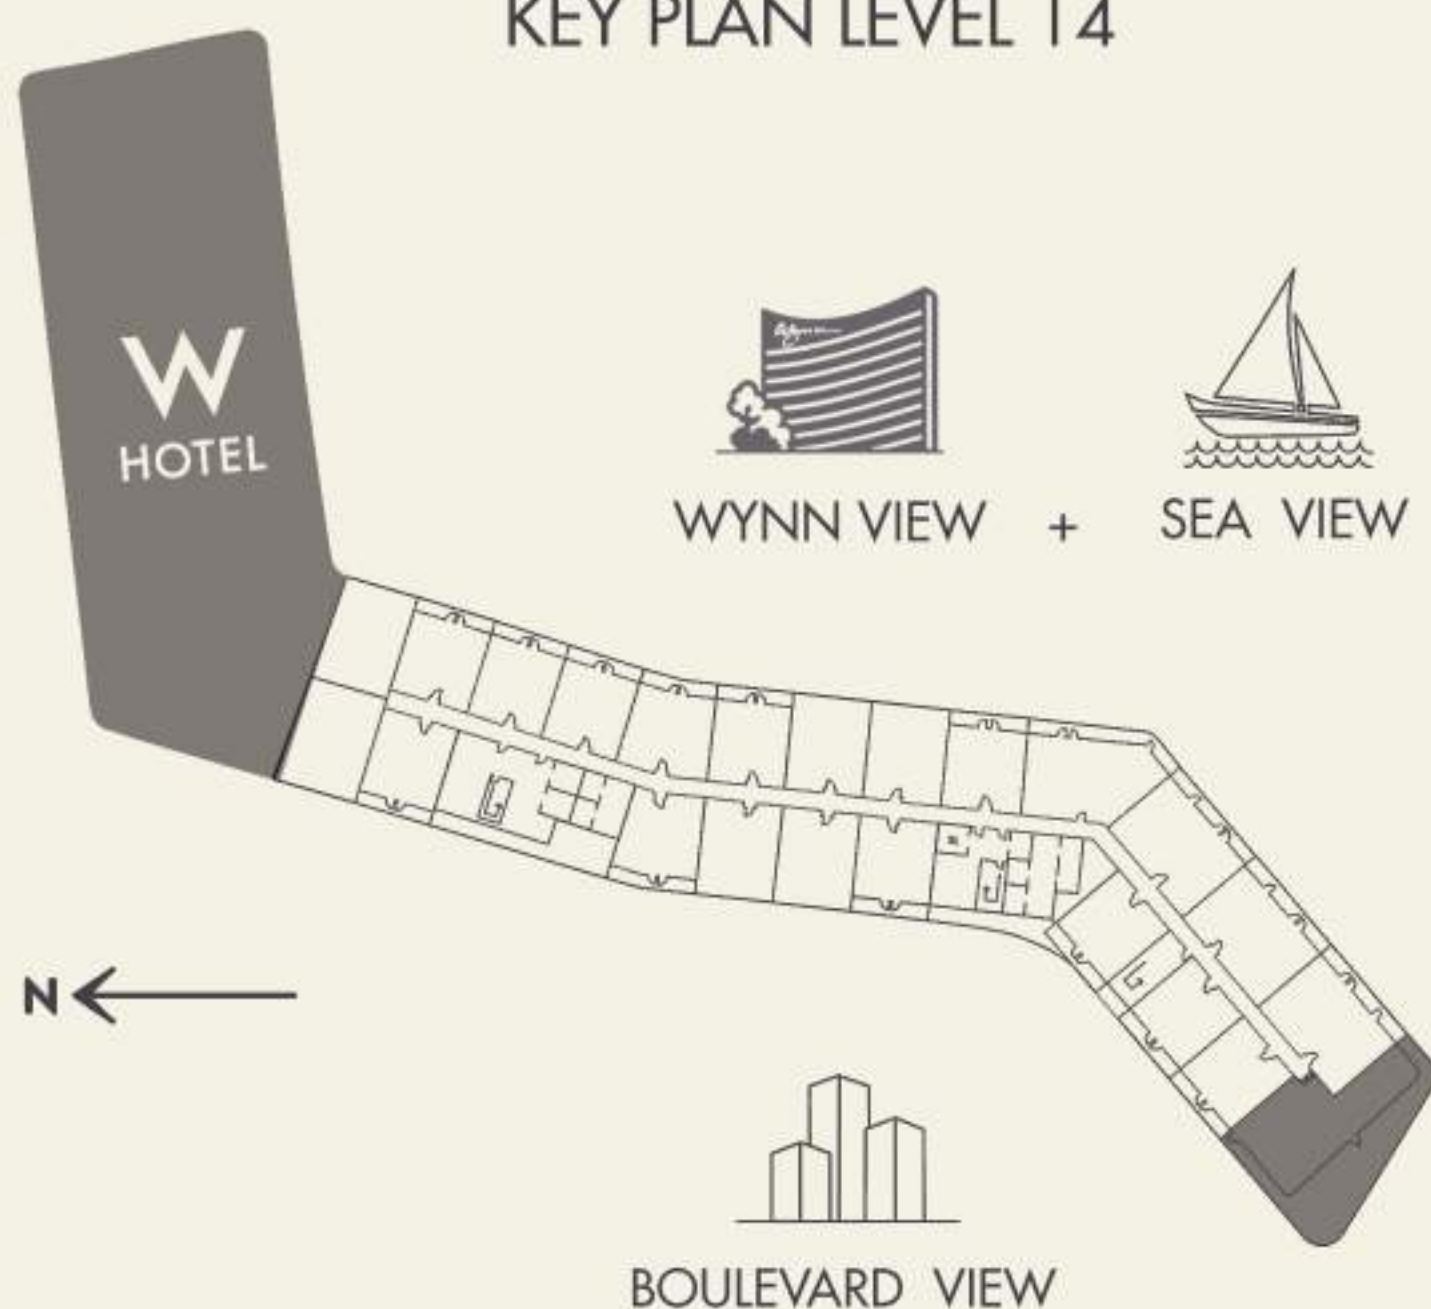 KEY PLAN LEVEL 14
W
HOTEL
WYNN VIEW + SEA VIEW
N
BOULEVARD VIEW